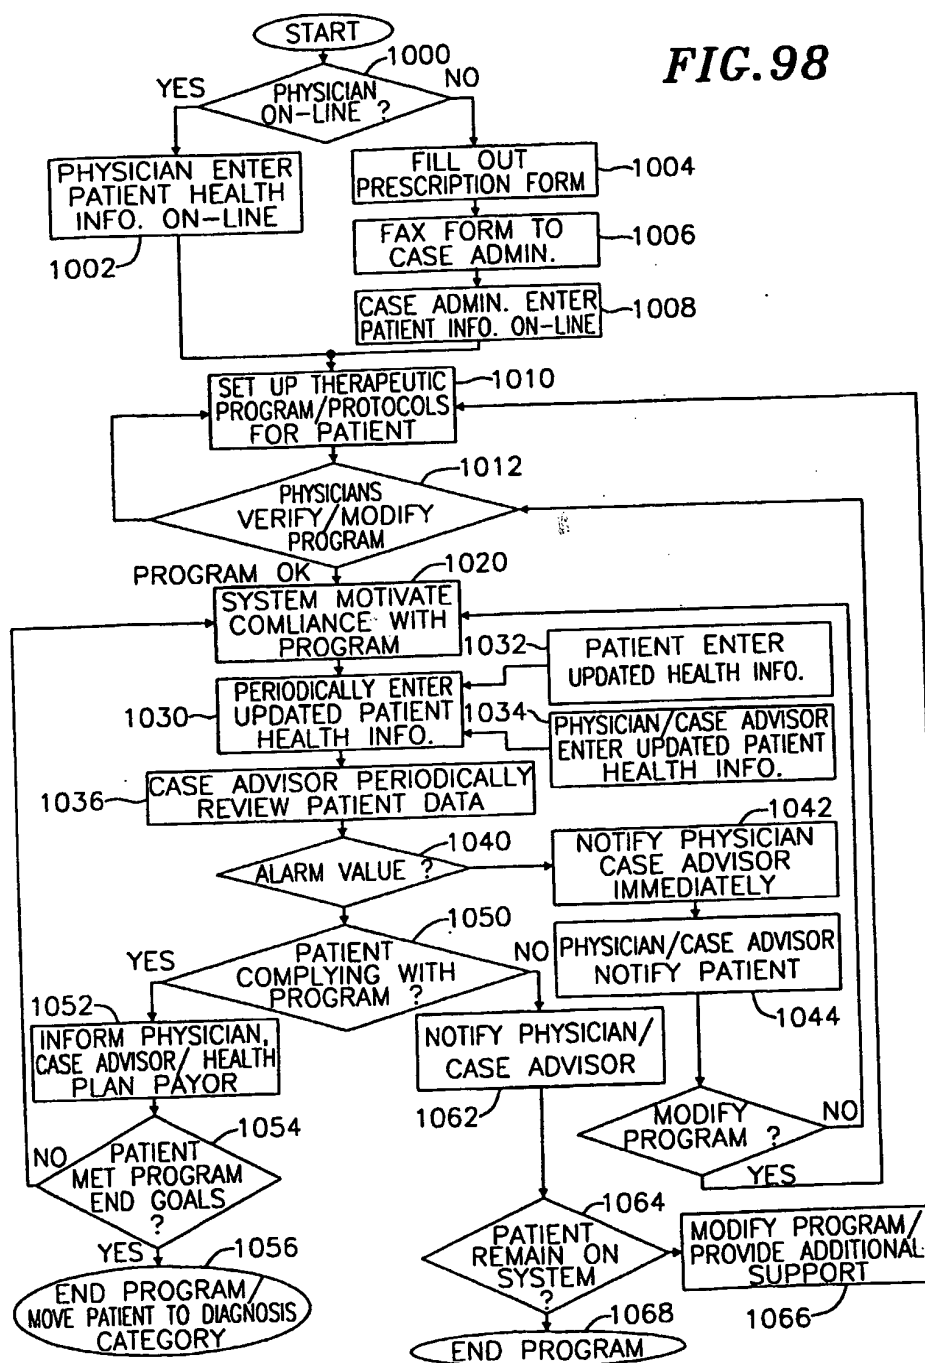 START
FIG.98
1000
YES
NO
PHYSICIAN
ON-LINE ?
PHYSICIAN ENTER
PATIENT HEALTH
INFO. ON-LINE
1002
FILL OUT
PRESCRIPTION FORM
1004
FAX FORM TO
CASE ADMIN.
1006
CASE ADMIN. ENTER
PATIENT INFO. ON-LINE
1008
SET UP THERAPEUTIC
PROGRAM/PROTOCOLS
FOR PATIENT
1010
1012
PHYSICIANS
VERIFY/MODIFY
PROGRAM
PROGRAM OK
1020
SYSTEM MOTIVATE
COMLIANCE WITH
PROGRAM
1032
PATIENT ENTER
UPDATED HEALTH INFO.
1030
PERIODICALLY ENTER
UPDATED PATIENT
HEALTH INFO.
1034
PHYSICIAN/CASE ADVISOR
ENTER UPDATED PATIENT
HEALTH INFO.
1036
CASE ADVISOR PERIODICALLY
REVIEW PATIENT DATA
1040
ALARM VALUE ?
1042
NOTIFY PHYSICIAN
CASE ADVISOR
IMMEDIATELY
1050
YES
NO
PATIENT
COMPLYING WITH
PROGRAM ?
PHYSICIAN/CASE ADVISOR
NOTIFY PATIENT
1044
1052
INFORM PHYSICIAN,
CASE ADVISOR/ HEALTH
PLAN PAYOR
NOTIFY PHYSICIAN/
CASE ADVISOR
1062
MODIFY
PROGRAM ?
NO
YES
1054
NO
PATIENT
MET PROGRAM
END GOALS
?
YES
1056
END PROGRAM/
MOVE PATIENT TO DIAGNOSIS
CATEGORY
1064
PATIENT
REMAIN ON
SYSTEM
?
MODIFY PROGRAM/
PROVIDE ADDITIONAL
SUPPORT
1066
1068
END PROGRAM